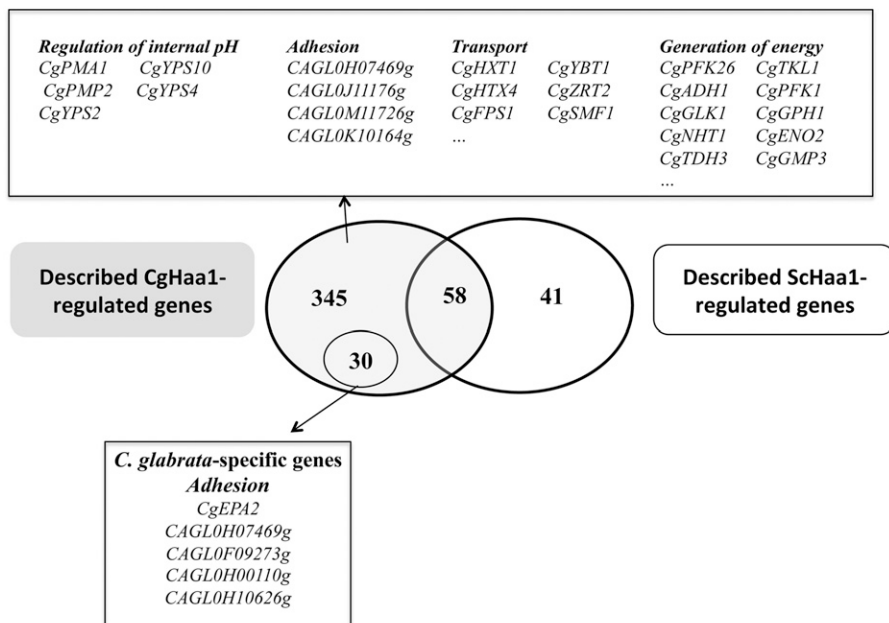 Regulation of internal pH
CgPMA1 CgYPS10
CgPMP2 CgYPS4
CgYPS2
Adhesion
CAGL0H07469g
CAGL0J11176g
CAGL0M11726g
CAGL0K10164g
Transport
CgHXT1 CgYBT1
CgHTX4 CgZRT2
CgFPS1 CgSMF1
...
Generation of energy
CgPFK26 CgTKL1
CgADH1 CgPFK1
CgGLK1 CgGPH1
CgNHT1 CgENO2
CgTDH3 CgGMP3
...
Described CgHaa1-
regulated genes
345
58
41
30
Described ScHaa1-
regulated genes
C. glabrata-specific genes
Adhesion
CgEPA2
CAGL0H07469g
CAGL0F09273g
CAGL0H00110g
CAGL0H10626g